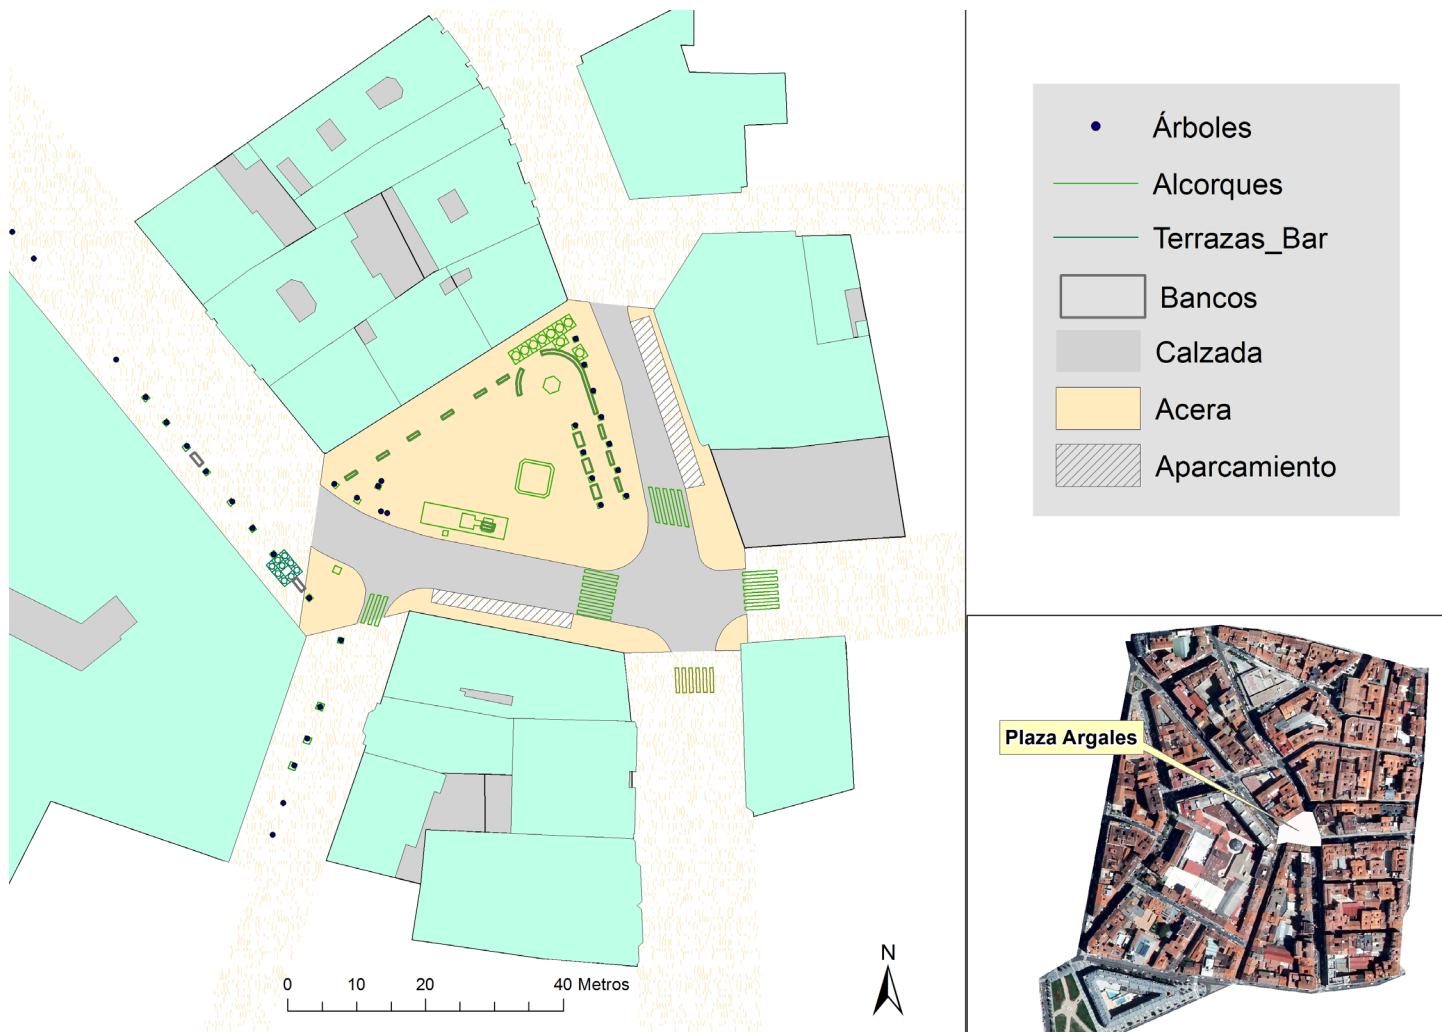 Árboles
Alcorques
Terrazas_Bar
Bancos
Calzada
Acera
Aparcamiento
Plaza Argales
N
0 10 20 40 Metros